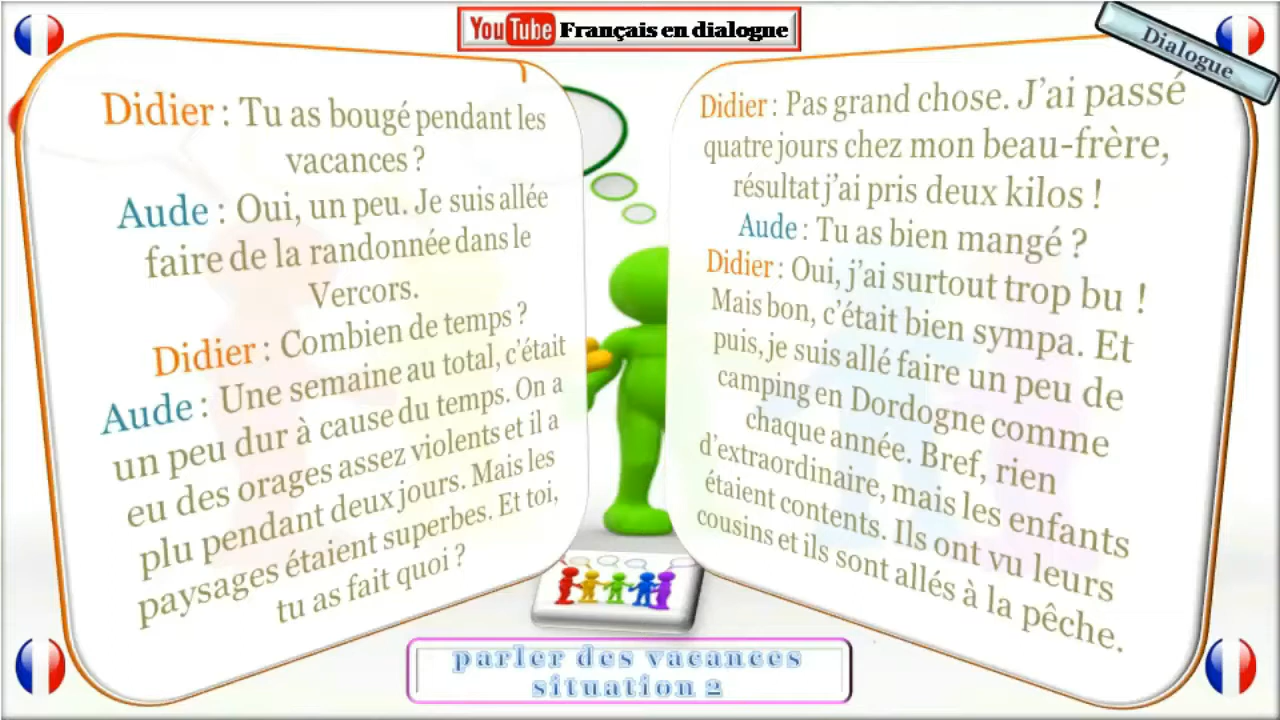 YouTube Français en dialogue
Dialogue
Didier : Tu as bougé pendant les
vacances ?
Aude : Oui, un peu. Je suis allée
faire de la randonnée dans le
Vercors.
Didier : Combien de temps ?
Aude : Une semaine au total, c'était
un peu dur à cause du temps. On a
eu des orages assez violents et il a
plu pendant deux jours. Mais les
paysages étaient superbes. Et toi,
tu as fait quoi ?
Didier : Pas grand chose. J'ai passé
quatre jours chez mon beau-frère,
résultat j'ai pris deux kilos !
Aude : Tu as bien mangé ?
Didier : Oui, j'ai surtout trop bu !
Mais bon, c'était bien sympa. Et
puis, je suis allé faire un peu de
camping en Dordogne comme
chaque année. Bref, rien
d'extraordinaire, mais les enfants
étaient contents. Ils ont vu leurs
cousins et ils sont allés à la pêche.
parler des vacances
situation 2